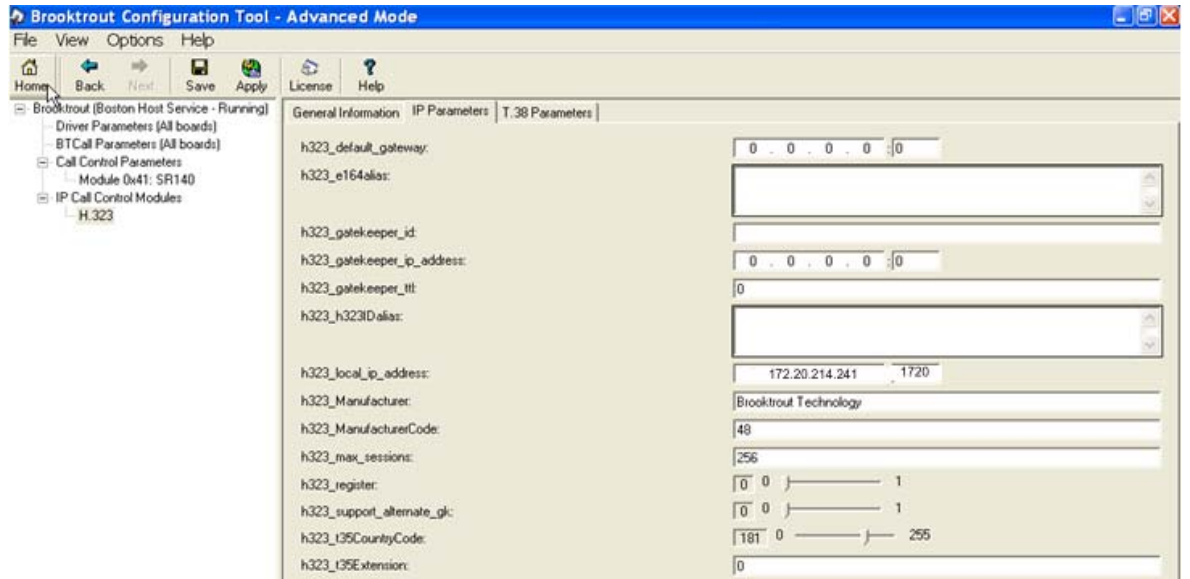 Brooktrout Configuration Tool - Advanced Mode
File View Options Help
Home Back Next Save Apply License Help
Brooktrout (Boston Host Service - Running)
Driver Parameters (All boards)
BTCall Parameters (All boards)
Call Control Parameters
Module 0x41: SR140
IP Call Control Modules
H.323
General Information IP Parameters T.38 Parameters
h323_default_gateway: 0 . 0 . 0 . 0 :0
h323_e164alias:
h323_gatekeeper_id:
h323_gatekeeper_ip_address: 0 . 0 . 0 . 0 :0
h323_gatekeeper_ttl: 0
h323_h323IDalias:
h323_local_ip_address: 172.20.214.241 1720
h323_Manufacturer: Brooktrout Technology
h323_ManufacturerCode: 48
h323_max_sessions: 256
h323_register: 0 0 1
h323_support_alternate_gk: 0 0 1
h323_t35CountryCode: 181 0 255
h323_t35Extension: 0